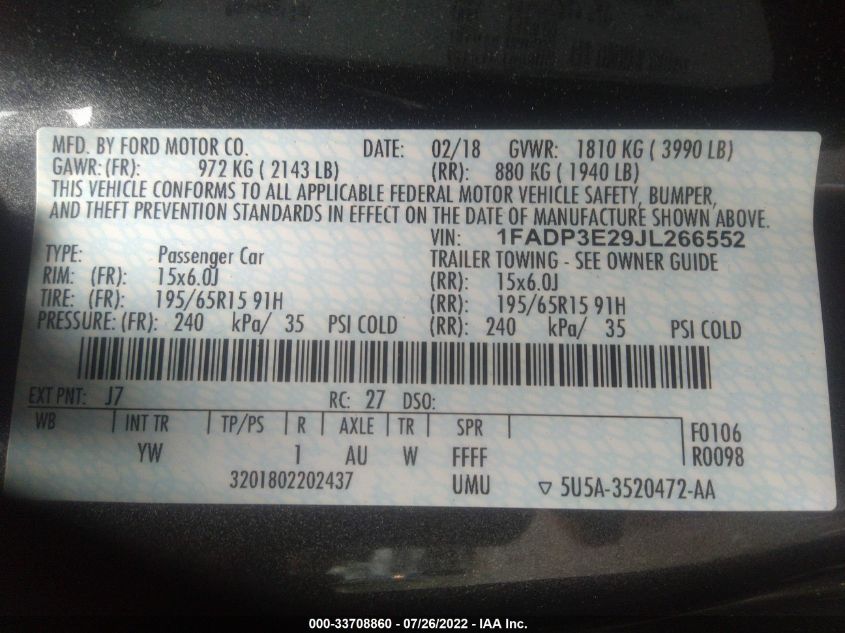 MFD. BY FORD MOTOR CO. DATE: 02/18 GVWR: 1810 KG ( 3990 LB)
GAWR: (FR): 972 KG ( 2143 LB) (RR): 880 KG ( 1940 LB)
THIS VEHICLE CONFORMS TO ALL APPLICABLE FEDERAL MOTOR VEHICLE SAFETY, BUMPER,
AND THEFT PREVENTION STANDARDS IN EFFECT ON THE DATE OF MANUFACTURE SHOWN ABOVE.
VIN: 1FADP3E29JL266552
TYPE: Passenger Car TRAILER TOWING - SEE OWNER GUIDE
RIM: (FR): 15x6.0J (RR): 15x6.0J
TIRE: (FR): 195/65R15 91H (RR): 195/65R15 91H
PRESSURE: (FR): 240 kPa/ 35 PSI COLD (RR): 240 kPa/ 35 PSI COLD
EXT PNT: J7 RC: 27 DSO:
WB INT TR TP/PS R AXLE TR SPR F0106
YW 1 AU W FFFF R0098
3201802202437 UMU ▽ 5U5A-3520472-AA
000-33708860 - 07/26/2022 - IAA Inc.